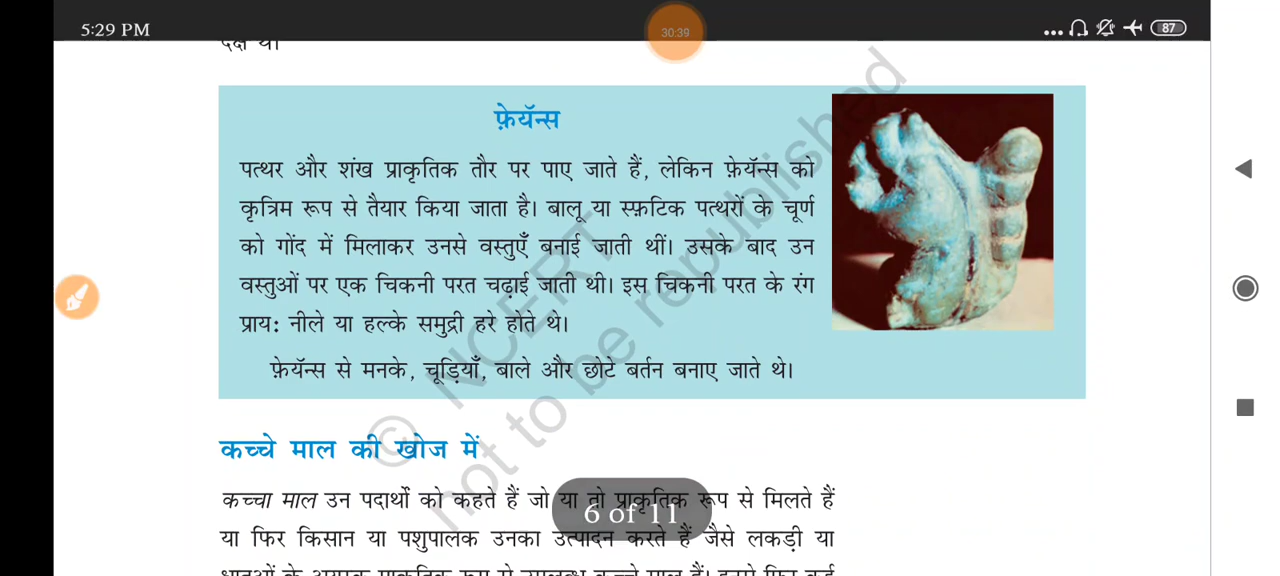 5:29 PM
30:39
87
दक्ष थे।
फ़ेयॅन्स
पत्थर और शंख प्राकृतिक तौर पर पाए जाते हैं, लेकिन फ़ेयॅन्स को
कृत्रिम रूप से तैयार किया जाता है। बालू या स्फ़टिक पत्थरों के चूर्ण
को गोंद में मिलाकर उनसे वस्तुएँ बनाई जाती थीं। उसके बाद उन
वस्तुओं पर एक चिकनी परत चढ़ाई जाती थी। इस चिकनी परत के रंग
प्राय: नीले या हल्के समुद्री हरे होते थे।
फ़ेयॅन्स से मनके, चूड़ियाँ, बाले और छोटे बर्तन बनाए जाते थे।
© NCERT
not to be republished
कच्चे माल की खोज में
कच्चा माल उन पदार्थों को कहते हैं जो या तो प्राकृतिक रूप से मिलते हैं
या फिर किसान या पशुपालक उनका उत्पादन करते हैं जैसे लकड़ी या
6 of 11